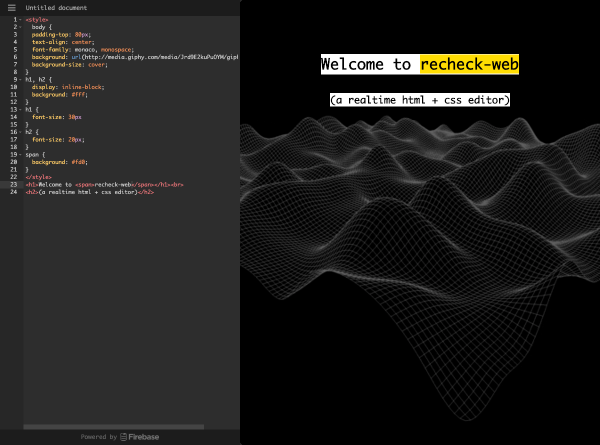 Untitled document
1 <style>
2 body {
3 padding-top: 80px;
4 text-align: center;
5 font-family: monaco, monospace;
6 background: url(http://media.giphy.com/media/
7 background-size: cover;
8 }
9 h1, h2 {
10 display: inline-block;
11 background: #fff;
12 }
13 h1 {
14 font-size: 30px
15 }
16 h2 {
17 font-size: 20px;
18 }
19 span {
20 background: #fd0;
21 }
22 </style>
23 <h1>Welcome to <span>recheck-web</span></h1><br>
24 <h2>(a realtime html + css editor)</h2>
Powered by Firebase
Welcome to recheck-web
(a realtime html + css editor)